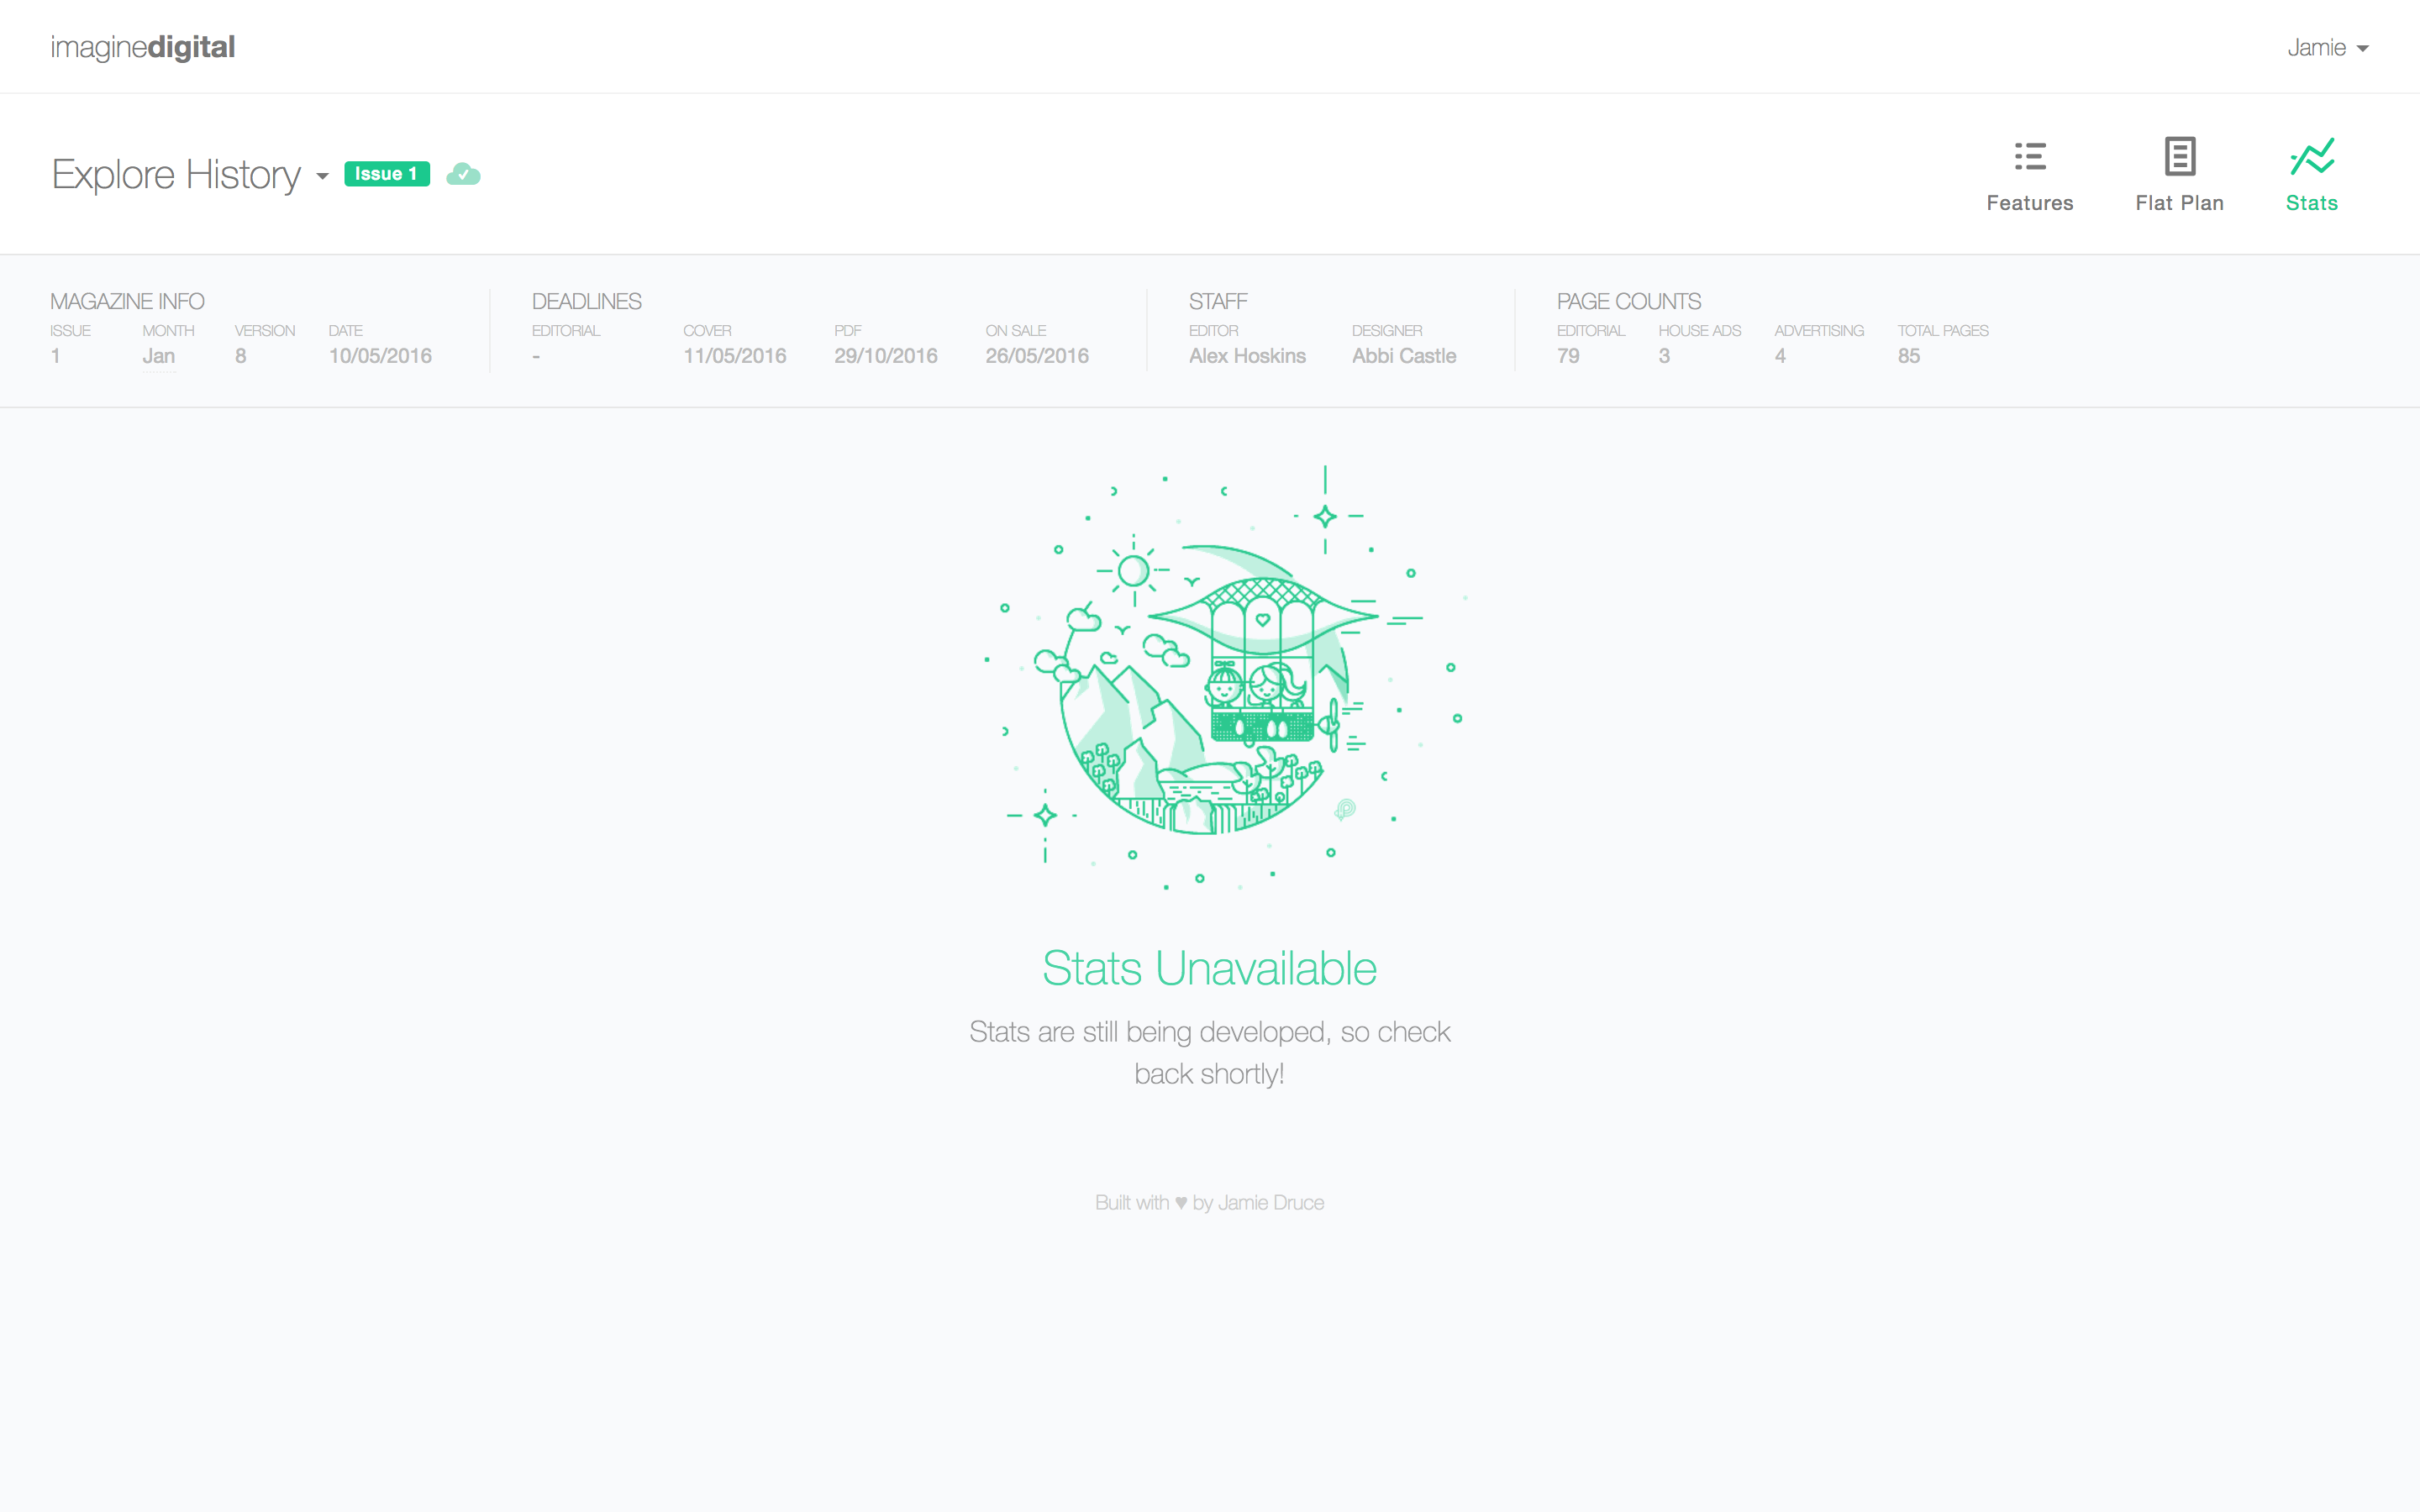 imaginedigital
Jamie
Explore History Issue 1
Features Flat Plan Stats
MAGAZINE INFO DEADLINES STAFF PAGE COUNTS
ISSUE MONTH VERSION DATE EDITORIAL COVER PDF ON SALE EDITOR DESIGNER EDITORIAL HOUSE ADS ADVERTISING TOTAL PAGES
1 Jan 8 10/05/2016 - 11/05/2016 29/10/2016 26/05/2016 Alex Hoskins Abbi Castle 79 3 4 85
Stats Unavailable
Stats are still being developed, so check
back shortly!
Built with ♥ by Jamie Druce